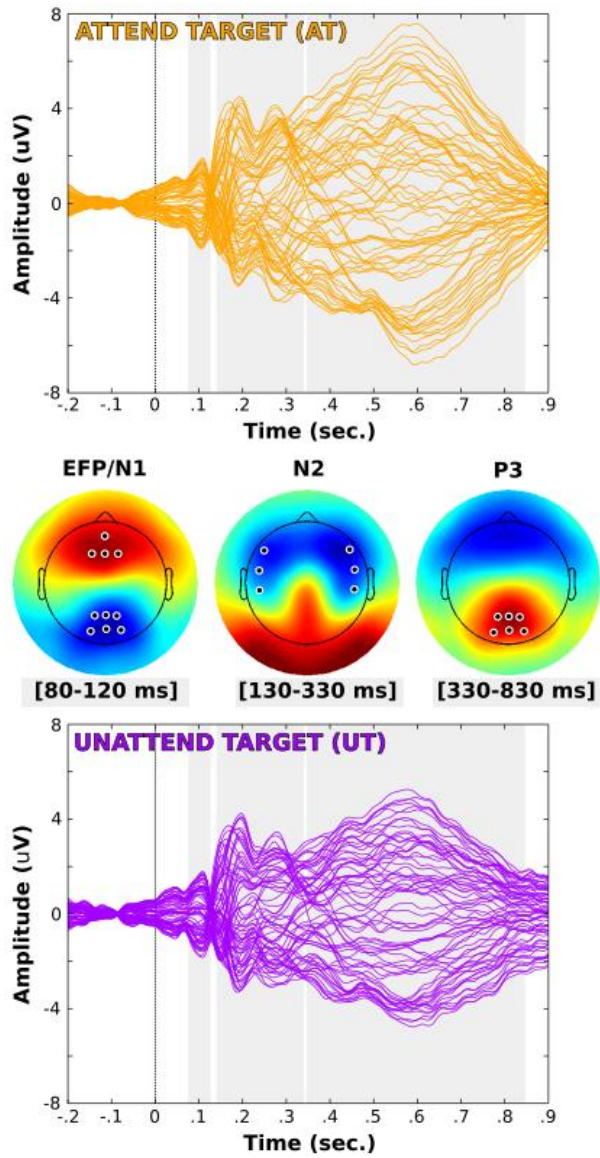 ATTEND TARGET (AT)
8
4
0
-4
-8
Amplitude (uV)
-.2 -.1 0 .1 .2 .3 .4 .5 .6 .7 .8 .9
Time (sec.)
EFP/N1 N2 P3
[80-120 ms] [130-330 ms] [330-830 ms]
UNATTEND TARGET (UT)
8
4
0
-4
-8
Amplitude (uV)
-.2 -.1 0 .1 .2 .3 .4 .5 .6 .7 .8 .9
Time (sec.)